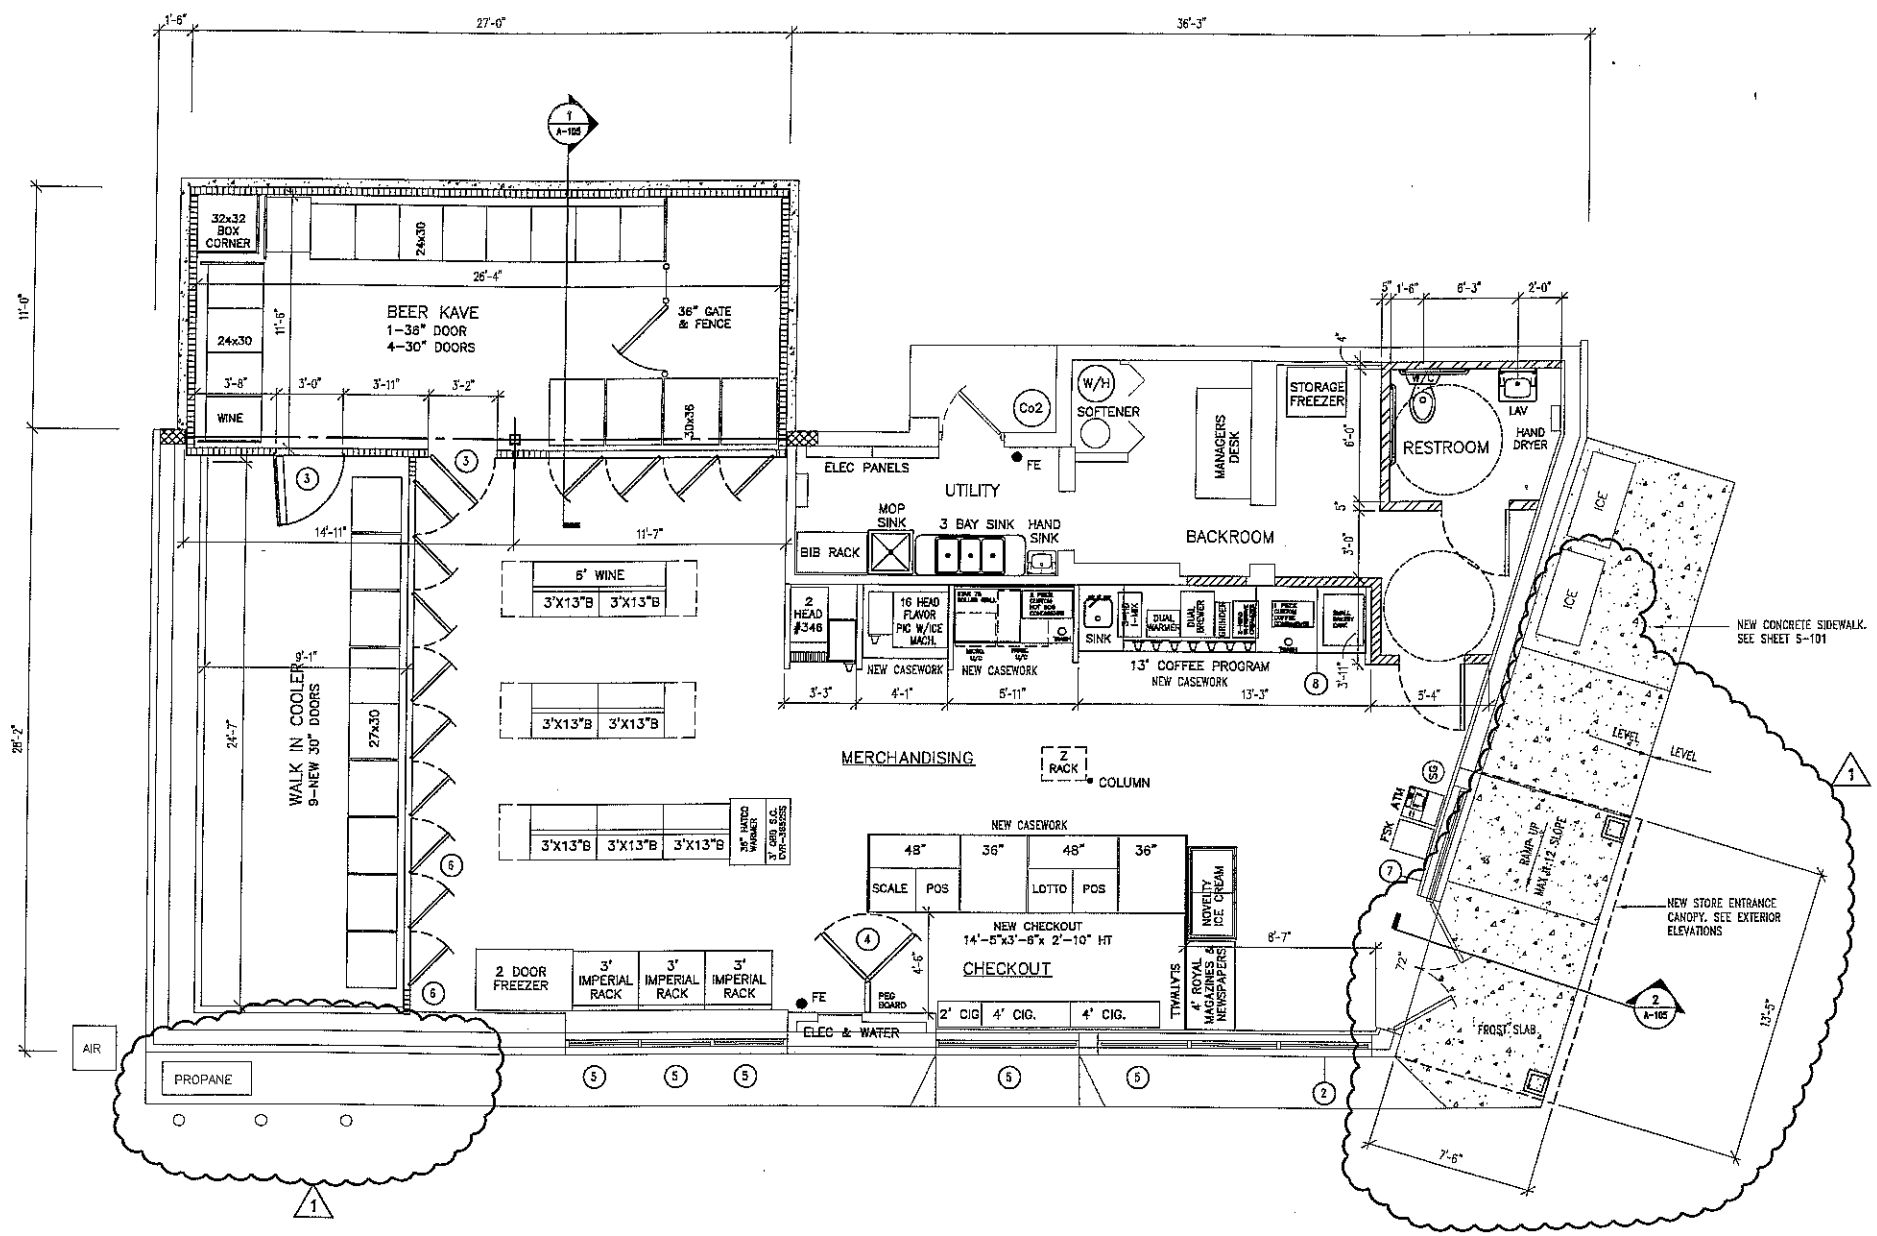 1'-6"
27'-0"
36'-3"
1
A-105
32x32
BOX
CORNER
24x30
26'-4"
11'-0"
11'-6"
BEER KAVE
1-36" DOOR
4-30" DOORS
36" GATE
& FENCE
24x30
3'-8"
3'-0"
3'-11"
3'-2"
WINE
30x36
3
3
14'-11"
11'-7"
5"
1'-6"
6'-3"
2'-0"
4"
W/H
Co2
SOFTENER
STORAGE
FREEZER
MANAGERS
DESK
W/C
LAV
HAND
DRYER
RESTROOM
6'-0"
5"
3'-0"
ELEC PANELS
FE
UTILITY
MOP
SINK
3 BAY SINK
HAND
SINK
BIB RACK
BACKROOM
ICE
ICE
NEW CONCRETE SIDEWALK.
SEE SHEET S-101
6' WINE
3'X13"B
3'X13"B
2
HEAD
#346
16 HEAD
FLAVOR
PIC W/ICE
MACH.
SINK
DUAL
WARMER
DUAL
BREWER
GRINDER
NEW CASEWORK
NEW CASEWORK
13' COFFEE PROGRAM
NEW CASEWORK
8
3'-11"
3'-3"
4'-1"
5'-11"
13'-3"
5'-4"
9'-1"
WALK IN COOLER
9-NEW 30" DOORS
24'-7"
27x30
28'-2"
3'X13"B
3'X13"B
MERCHANDISING
2
RACK
COLUMN
LEVEL
LEVEL
1
SG
ATM
FSK
7
RAMP UP
MAX 1:12 SLOPE
3'X13"B
3'X13"B
3'X13"B
36" HATCO
WARMER
NEW CASEWORK
48"
36"
48"
36"
SCALE
POS
LOTTO
POS
NOVELTY
ICE CREAM
6
NEW STORE ENTRANCE
CANOPY. SEE EXTERIOR
ELEVATIONS
4
NEW CHECKOUT
14'-5"x3'-6"x 2'-10" HT
CHECKOUT
4'-6"
8'-7"
72"
2
A-105
13'-5"
2 DOOR
FREEZER
3'
IMPERIAL
RACK
3'
IMPERIAL
RACK
3'
IMPERIAL
RACK
6
FE
PEG
BOARD
2' CIG
4' CIG.
4' CIG.
SLATWALL
4' ROYAL
MAGAZINES &
NEWSPAPERS
ELEC & WATER
FROST SLAB
AIR
PROPANE
5
5
5
5
5
2
7'-6"
1